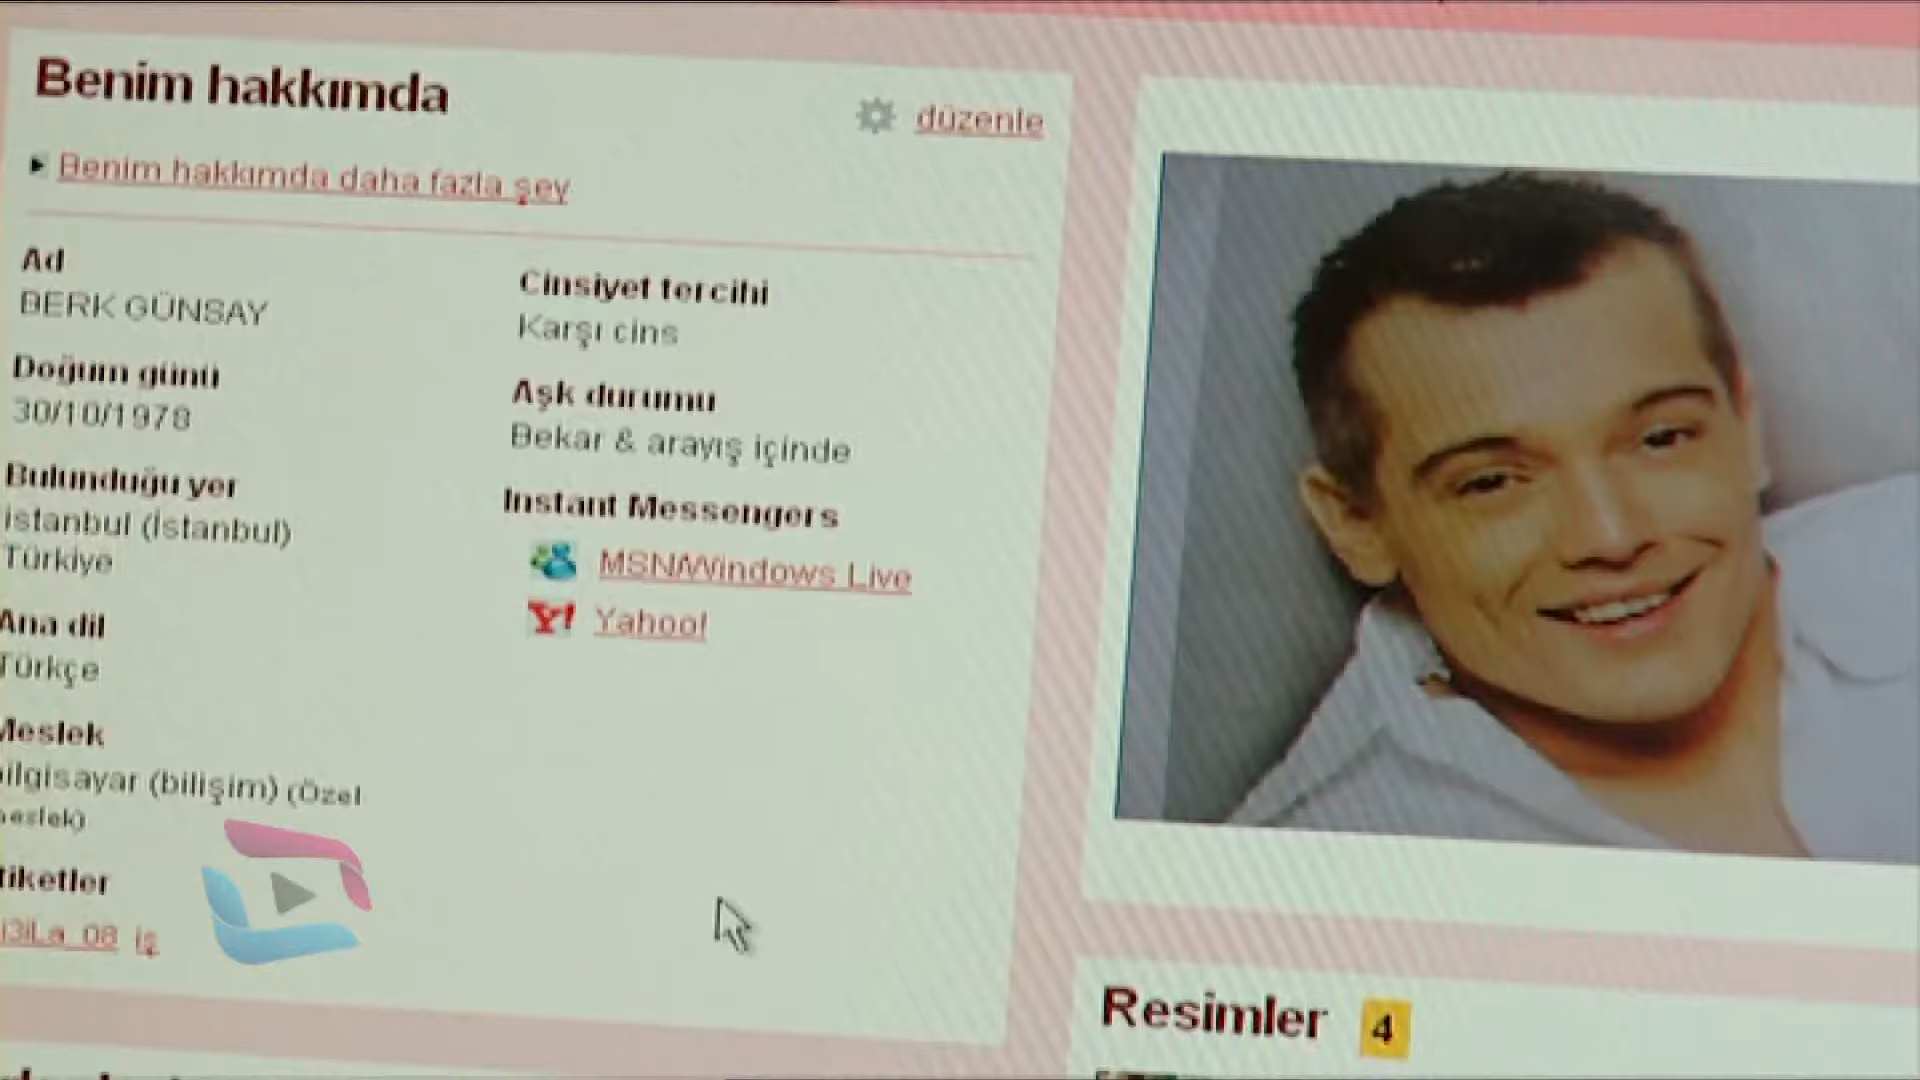 Benim hakkımda
düzenle
Benim hakkımda daha fazla şey
Ad
BERK GÜNSAY
Doğum günü
30/10/1978
Bulunduğu yer
istanbul (İstanbul)
Türkiye
Ana dil
Türkçe
Meslek
bilgisayar (bilişim) (Özel
meslek)
Cinsiyet tercihi
Karşı cins
Aşk durumu
Bekar & arayış içinde
Instant Messengers
MSN/Windows Live
Y! Yahoo!
tiketler
iş
Resimler 4